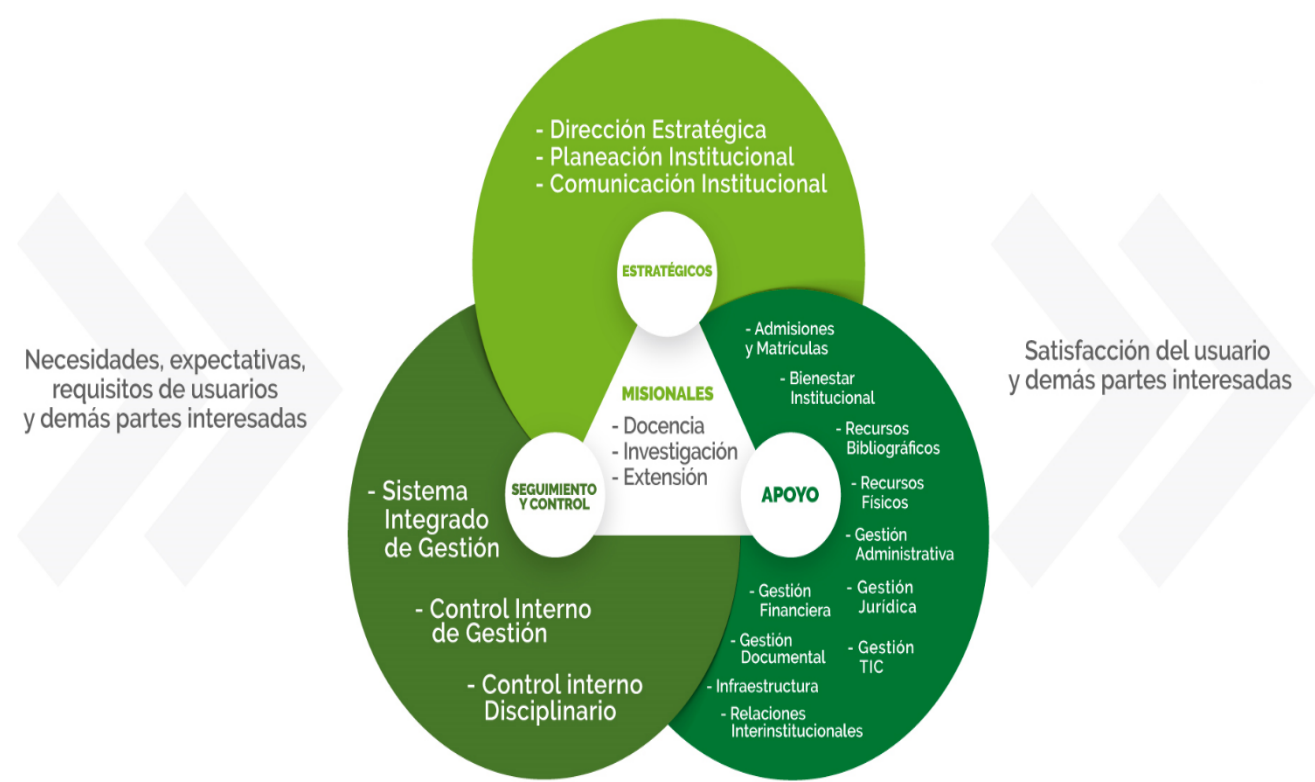 Necesidades, expectativas,
requisitos de usuarios
y demás partes interesadas
- Dirección Estratégica
- Planeación Institucional
- Comunicación Institucional
ESTRATÉGICOS
MISIONALES
- Docencia
- Investigación
- Extensión
SEGUIMIENTO
Y CONTROL
- Sistema
Integrado
de Gestión
- Control Interno
de Gestión
- Control interno
Disciplinario
APOYO
- Admisiones
y Matrículas
- Bienestar
Institucional
- Recursos
Bibliográficos
- Recursos
Físicos
- Gestión
Administrativa
- Gestión
Jurídica
- Gestión
TIC
- Gestión
Financiera
- Gestión
Documental
- Infraestructura
- Relaciones
Interinstitucionales
Satisfacción del usuario
y demás partes interesadas